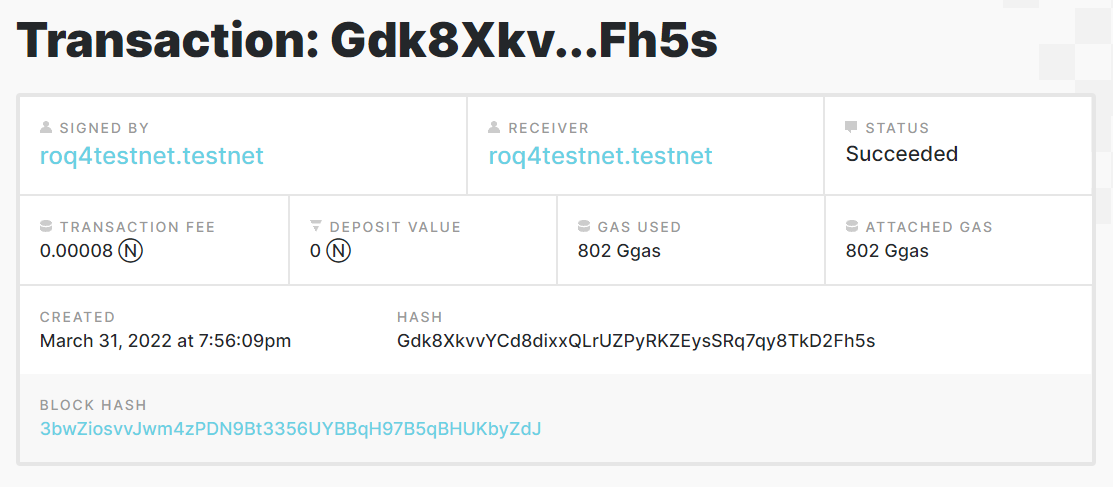 Transaction: Gdk8Xkv...Fh5s
SIGNED BY
roq4testnet.testnet
RECEIVER
roq4testnet.testnet
STATUS
Succeeded
TRANSACTION FEE
0.00008 Ⓝ
DEPOSIT VALUE
0 Ⓝ
GAS USED
802 Ggas
ATTACHED GAS
802 Ggas
CREATED
March 31, 2022 at 7:56:09pm
HASH
Gdk8XkvvYCd8dixxQLrUZPyRKZEysSRq7qy8TkD2Fh5s
BLOCK HASH
3bwZiosvvJwm4zPDN9Bt3356UYBBqH97B5qBHUKbyZdJ